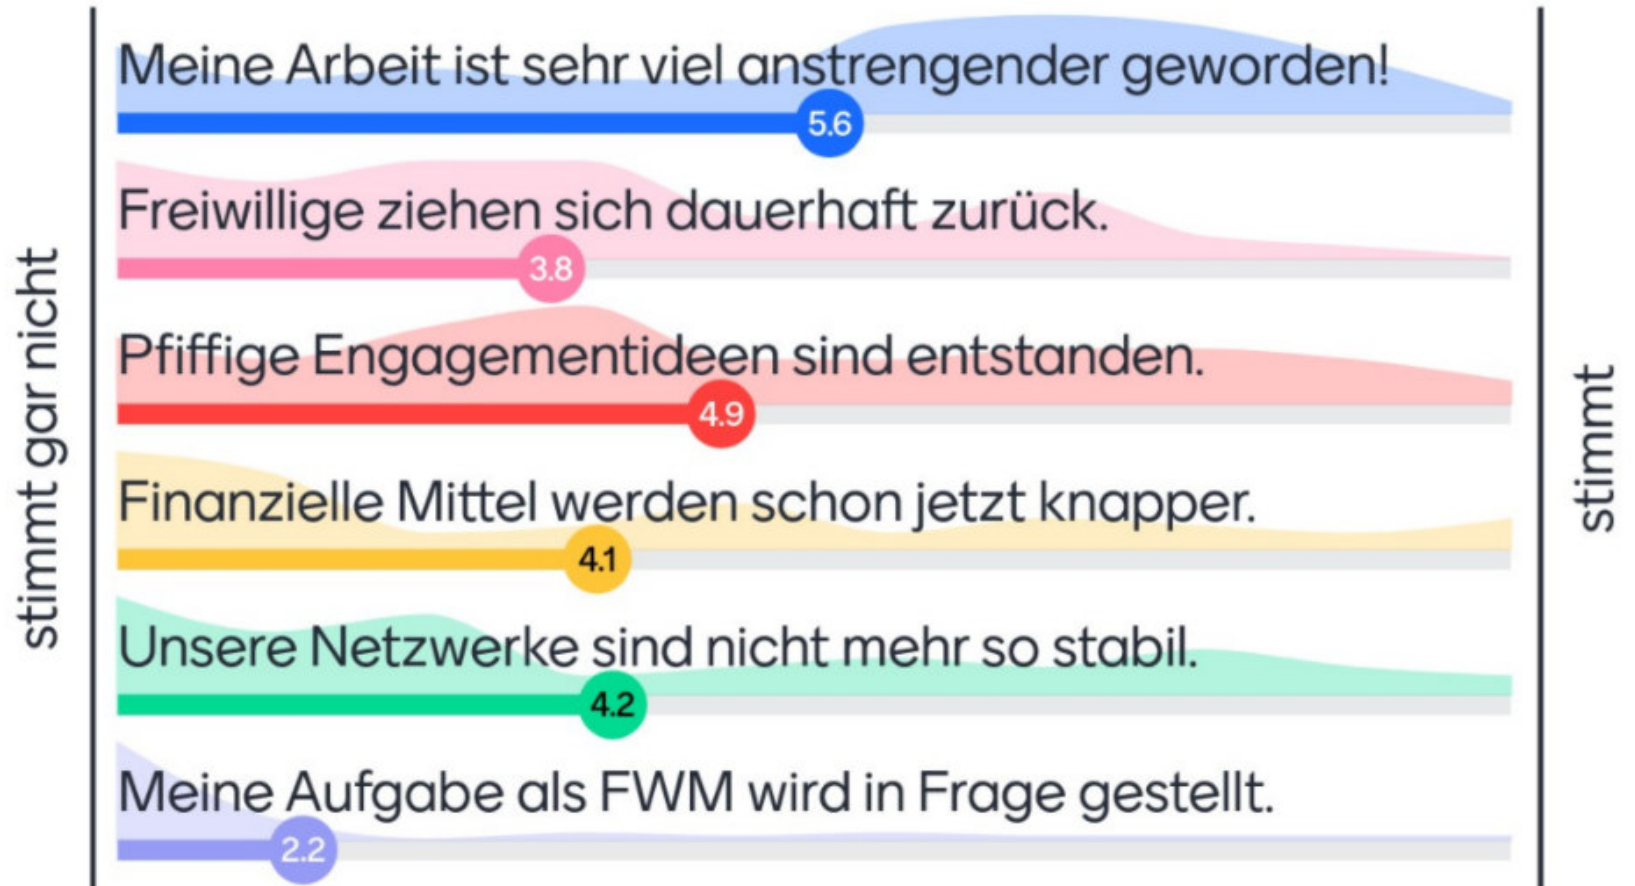 stimmt gar nicht
Meine Arbeit ist sehr viel anstrengender geworden!
5.6
Freiwillige ziehen sich dauerhaft zurück.
3.8
Pfiffige Engagementideen sind entstanden.
4.9
Finanzielle Mittel werden schon jetzt knapper.
4.1
Unsere Netzwerke sind nicht mehr so stabil.
4.2
Meine Aufgabe als FWM wird in Frage gestellt.
2.2
stimmt